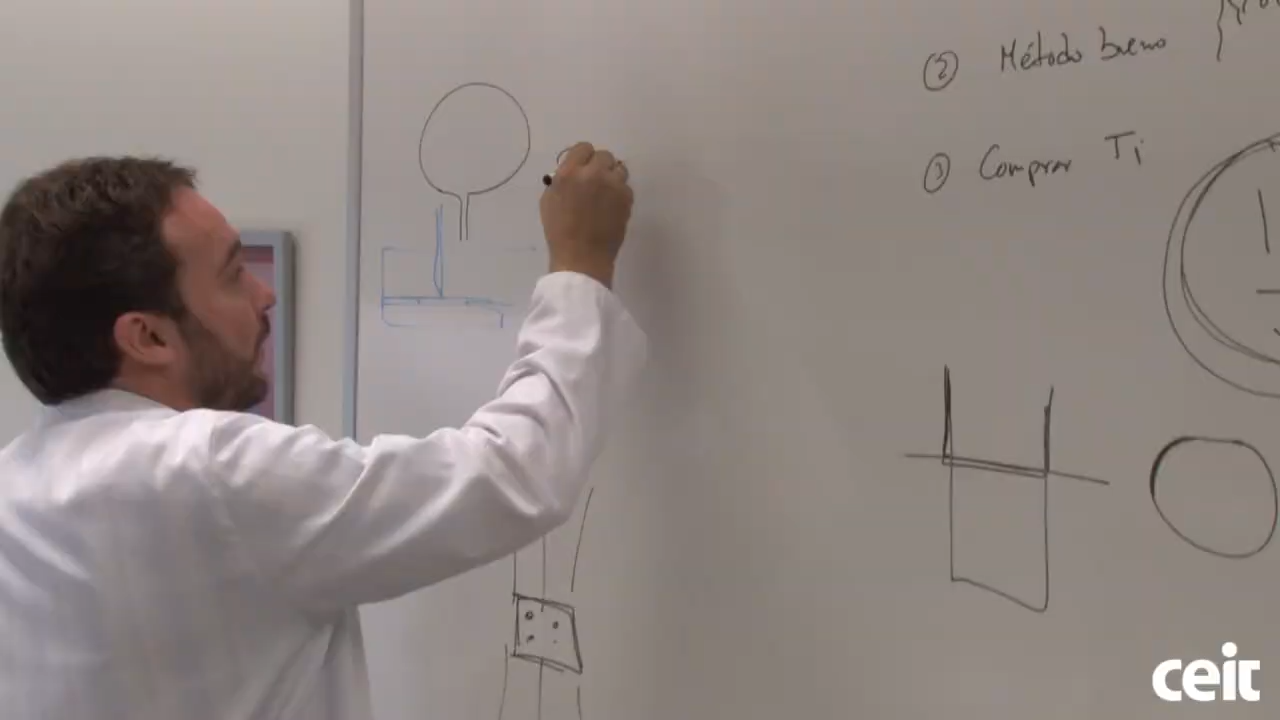 ② Método bueno
③ Comprar Ti
ceit